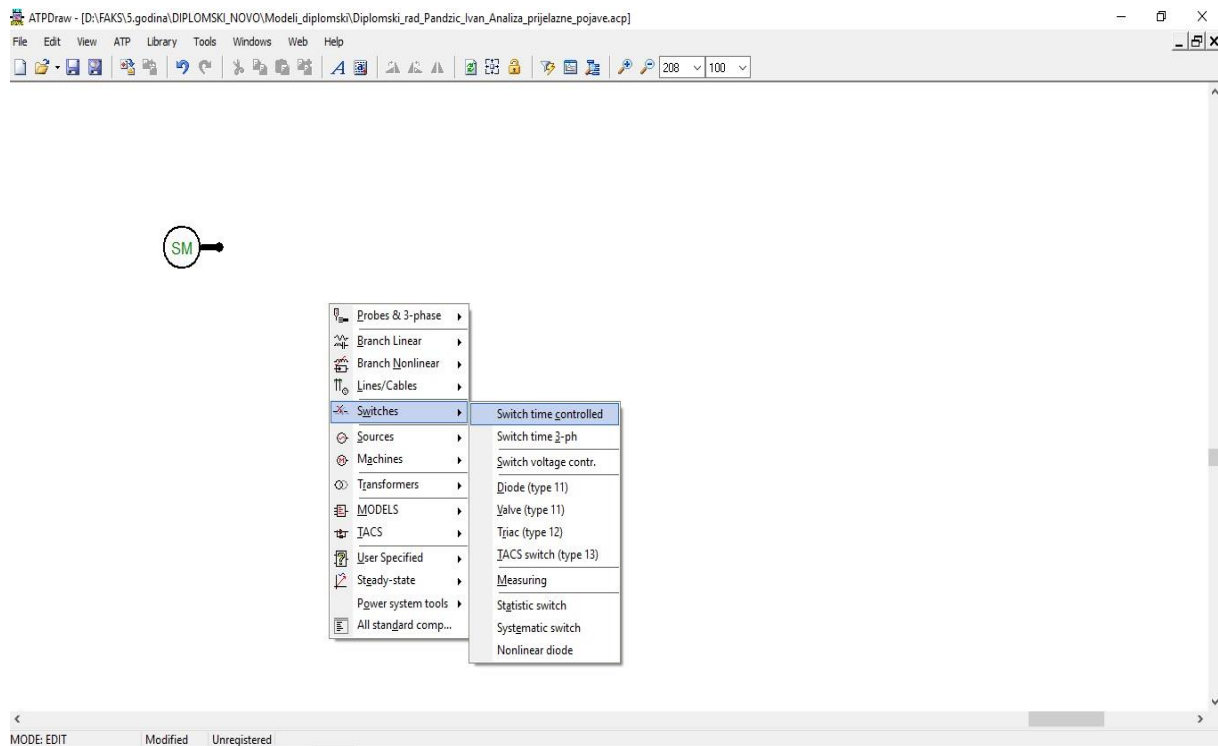 ATPDraw - [D:\FAKS\5.godina\DIPLOMSKI_NOVO\Modeli_diplomski\Diplomski_rad_Pandzic_Ivan_Analiza_prijelazne_pojave.acp]
File Edit View ATP Library Tools Windows Web Help
208 100
SM
Probes & 3-phase
Branch Linear
Branch Nonlinear
Lines/Cables
Switches
Sources
Machines
Transformers
MODELS
TACS
User Specified
Steady-state
Power system tools
All standard comp...
Switch time controlled
Switch time 3-ph
Switch voltage contr.
Diode (type 11)
Valve (type 11)
Triac (type 12)
TACS switch (type 13)
Measuring
Statistic switch
Systematic switch
Nonlinear diode
MODE: EDIT Modified Unregistered